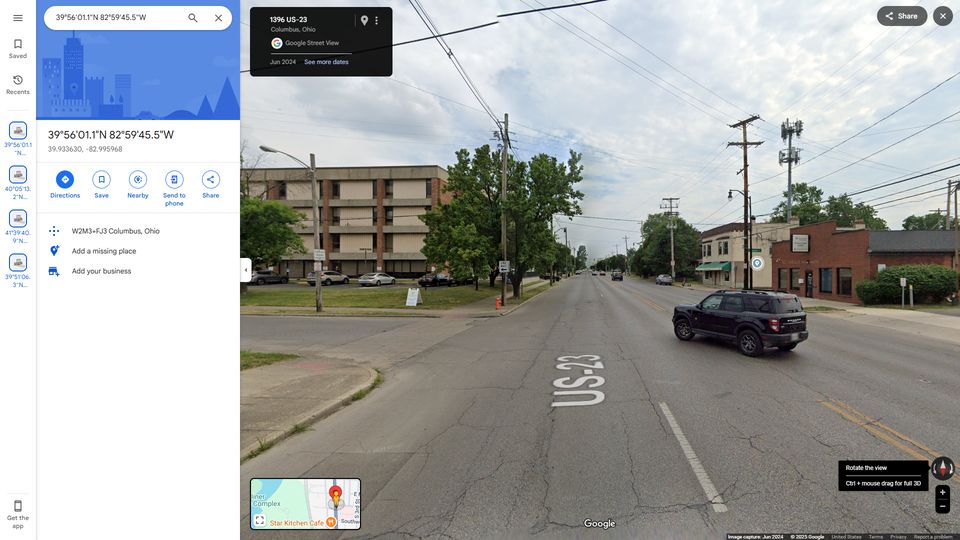 39°56'01.1"N 82°59'45.5"W
Saved
Recents
39°56'01.1
"N...
40°05'13.
2"N...
41°39'40.
9"N...
39°51'06.
3"N...
Get the
app
39°56'01.1"N 82°59'45.5"W
39.933630, -82.995968
Directions
Save
Nearby
Send to
phone
Share
W2M3+FJ3 Columbus, Ohio
Add a missing place
Add your business
1396 US-23
Columbus, Ohio
Google Street View
Jun 2024 See more dates
Share
US-23
Rotate the view
Ctrl + mouse drag for full 3D
Complex
Star Kitchen Cafe
Google
Image capture: Jun 2024 © 2025 Google United States Terms Privacy Report a problem